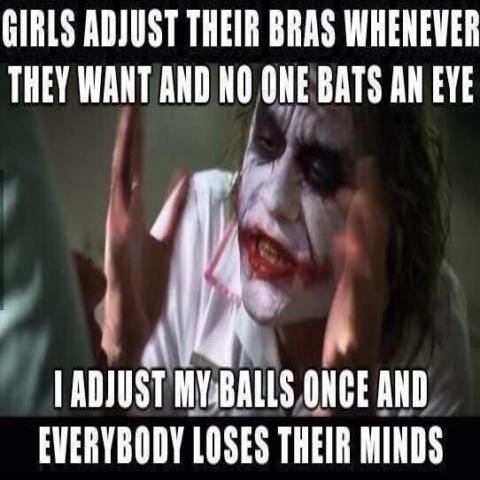 GIRLS ADJUST THEIR BRAS WHENEVER
THEY WANT AND NO ONE BATS AN EYE
I ADJUST MY BALLS ONCE AND
EVERYBODY LOSES THEIR MINDS